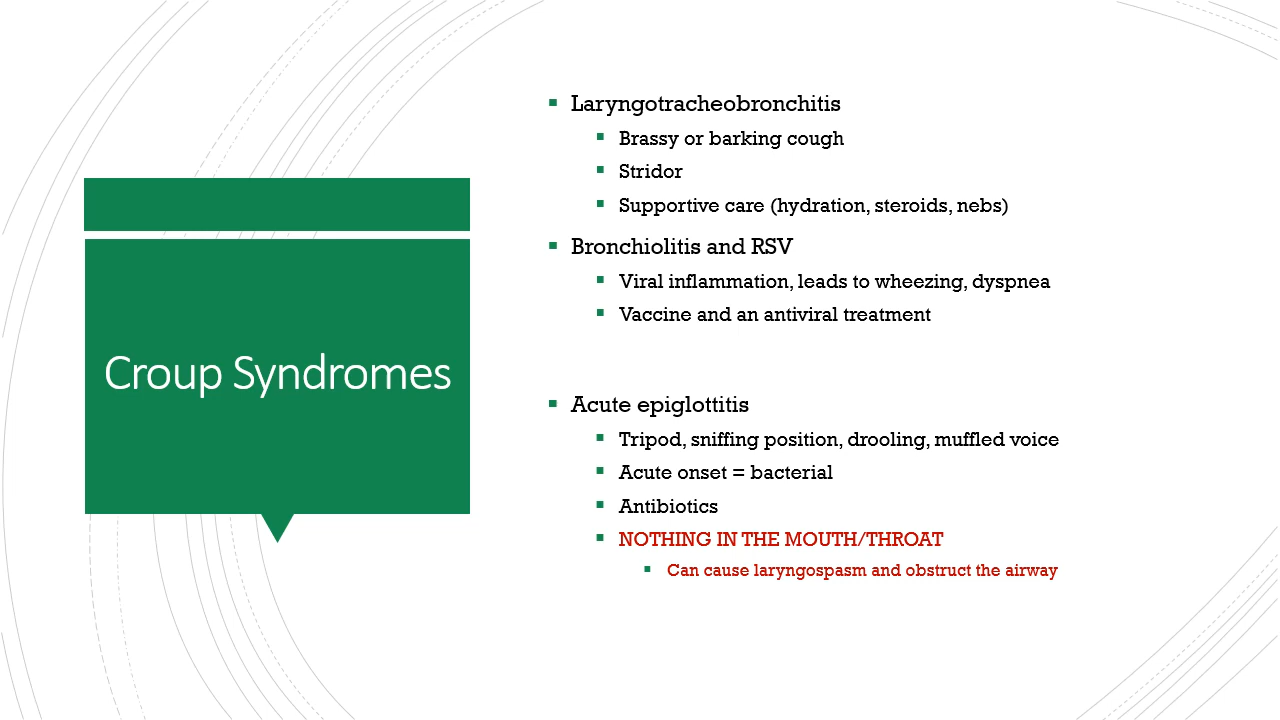 Croup Syndromes
Laryngotracheobronchitis
Brassy or barking cough
Stridor
Supportive care (hydration, steroids, nebs)
Bronchiolitis and RSV
Viral inflammation, leads to wheezing, dyspnea
Vaccine and an antiviral treatment
Acute epiglottitis
Tripod, sniffing position, drooling, muffled voice
Acute onset = bacterial
Antibiotics
NOTHING IN THE MOUTH/THROAT
Can cause laryngospasm and obstruct the airway